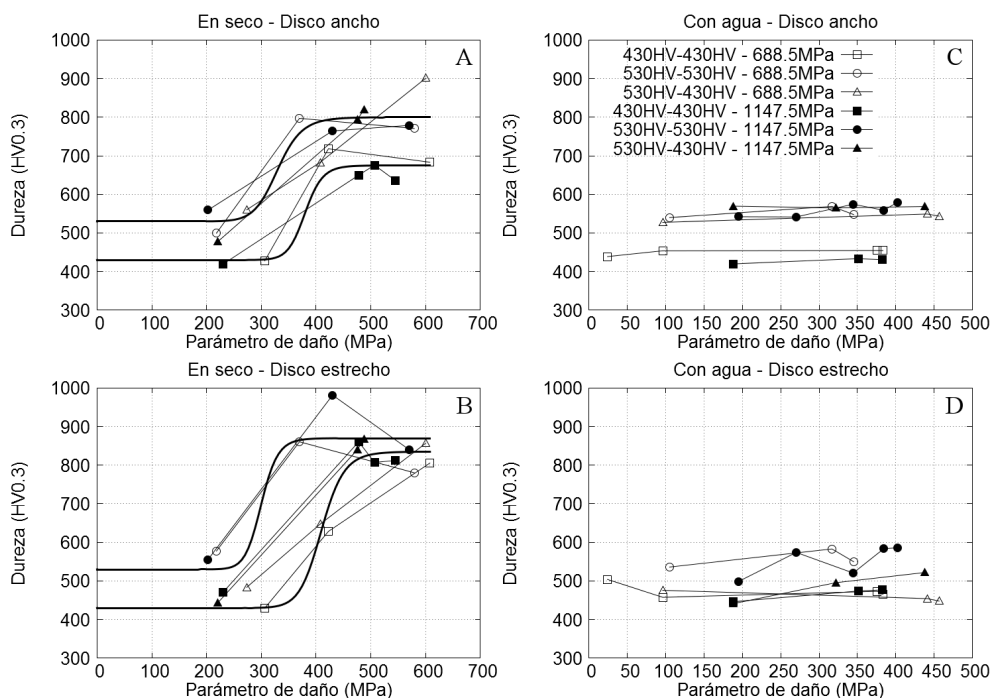 En seco - Disco ancho
A
1000
900
800
700
600
500
400
300
Dureza (HV0.3)
0 100 200 300 400 500 600 700
Parámetro de daño (MPa)
Con agua - Disco ancho
C
430HV-430HV - 688.5MPa
530HV-530HV - 688.5MPa
530HV-430HV - 688.5MPa
430HV-430HV - 1147.5MPa
530HV-530HV - 1147.5MPa
530HV-430HV - 1147.5MPa
1000
900
800
700
600
500
400
300
Dureza (HV0.3)
0 50 100 150 200 250 300 350 400 450 500
Parámetro de daño (MPa)
En seco - Disco estrecho
B
1000
900
800
700
600
500
400
300
Dureza (HV0.3)
0 100 200 300 400 500 600 700
Parámetro de daño (MPa)
Con agua - Disco estrecho
D
1000
900
800
700
600
500
400
300
Dureza (HV0.3)
0 50 100 150 200 250 300 350 400 450 500
Parámetro de daño (MPa)